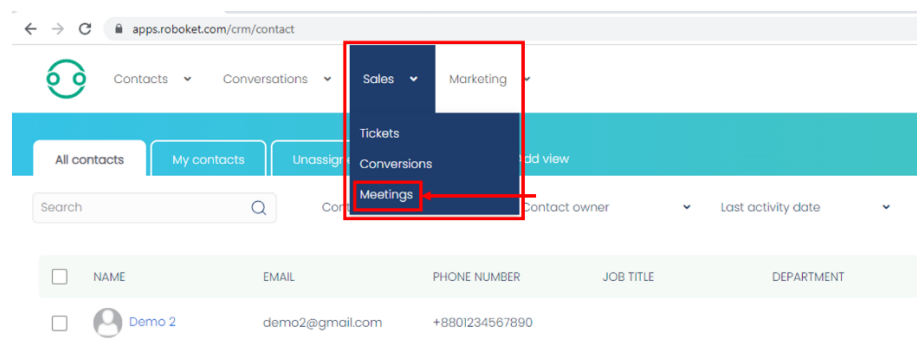 apps.roboket.com/crm/contact
Contacts Conversations Sales Marketing
Tickets
Conversions
Meetings
All contacts My contacts Unassign dd view
Search Con Contact owner Last activity date
NAME EMAIL PHONE NUMBER JOB TITLE DEPARTMENT
Demo 2 demo2@gmail.com +8801234567890